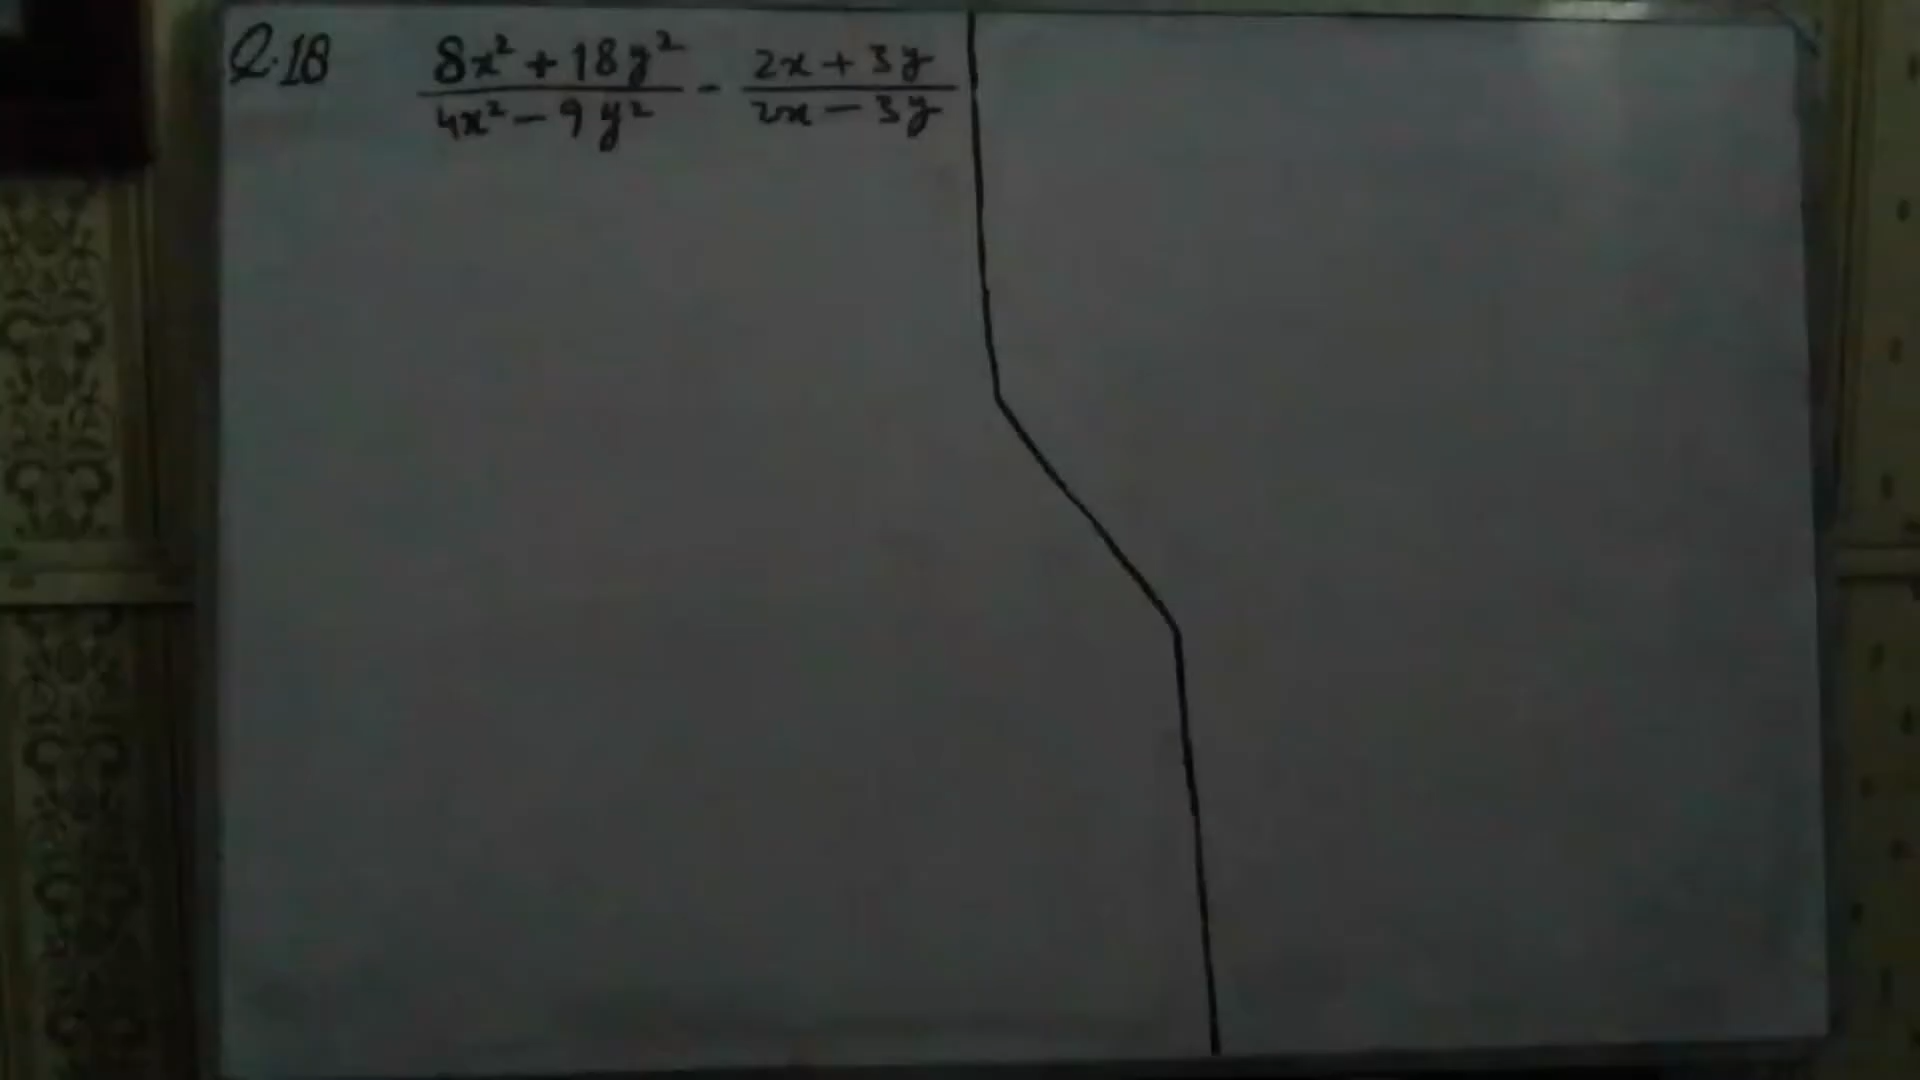 Q.18 8x² + 18y² / 4x² - 9y² - 2x + 3y / 2x - 3y